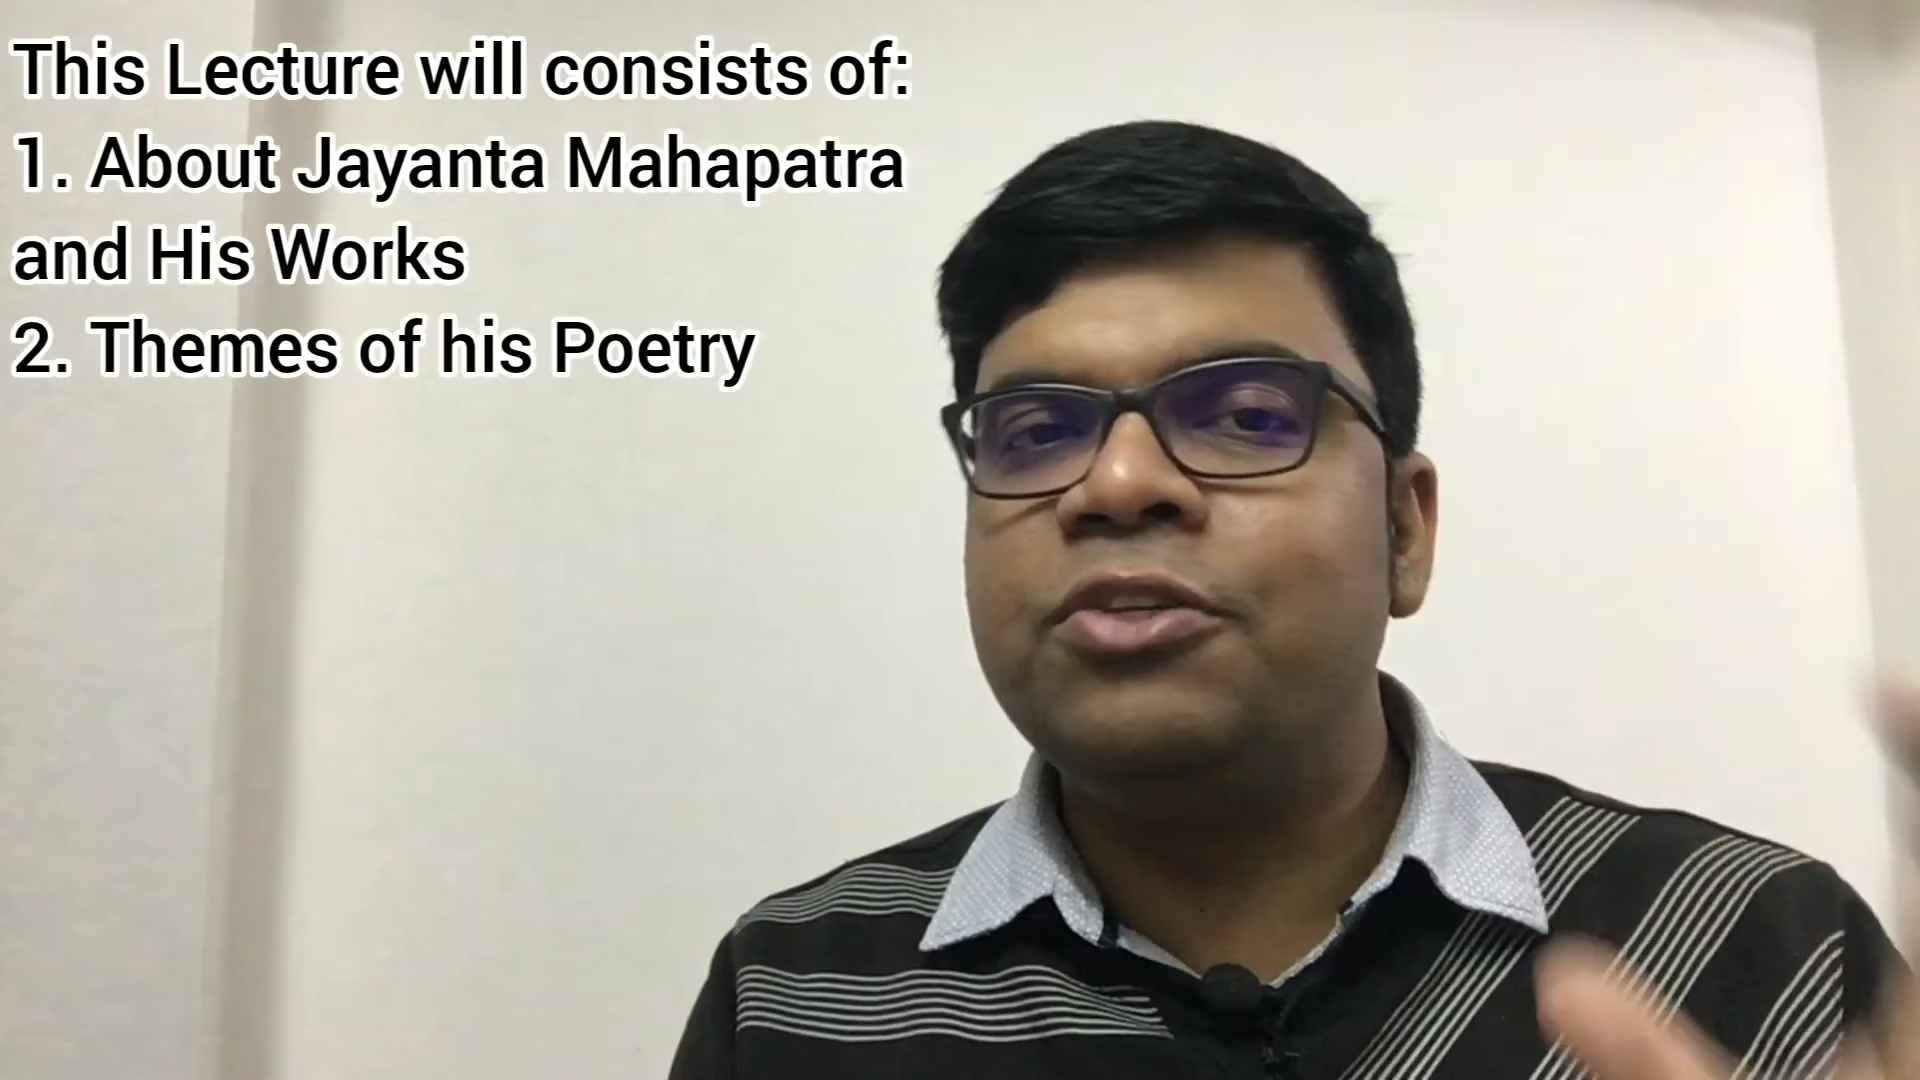 This Lecture will consists of:
1. About Jayanta Mahapatra
and His Works
2. Themes of his Poetry